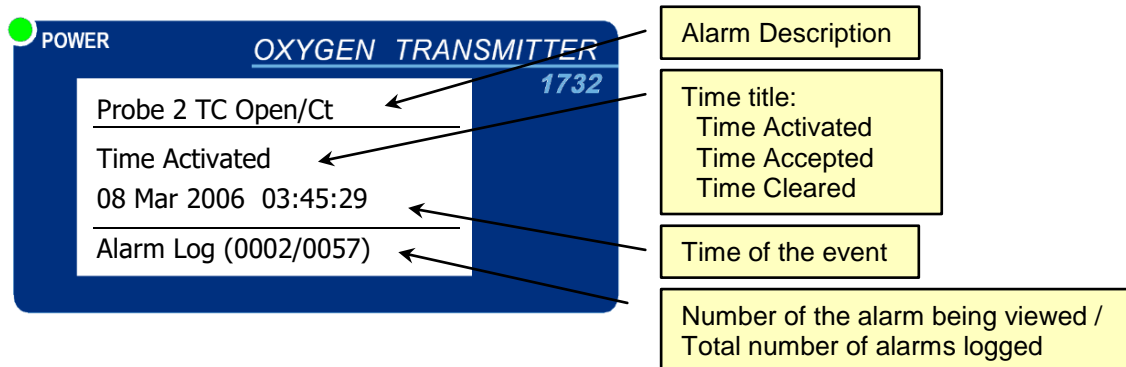 POWER
OXYGEN TRANSMITTER
1732
Probe 2 TC Open/Ct
Time Activated
08 Mar 2006 03:45:29
Alarm Log (0002/0057)
Alarm Description
Time title:
Time Activated
Time Accepted
Time Cleared
Time of the event
Number of the alarm being viewed /
Total number of alarms logged